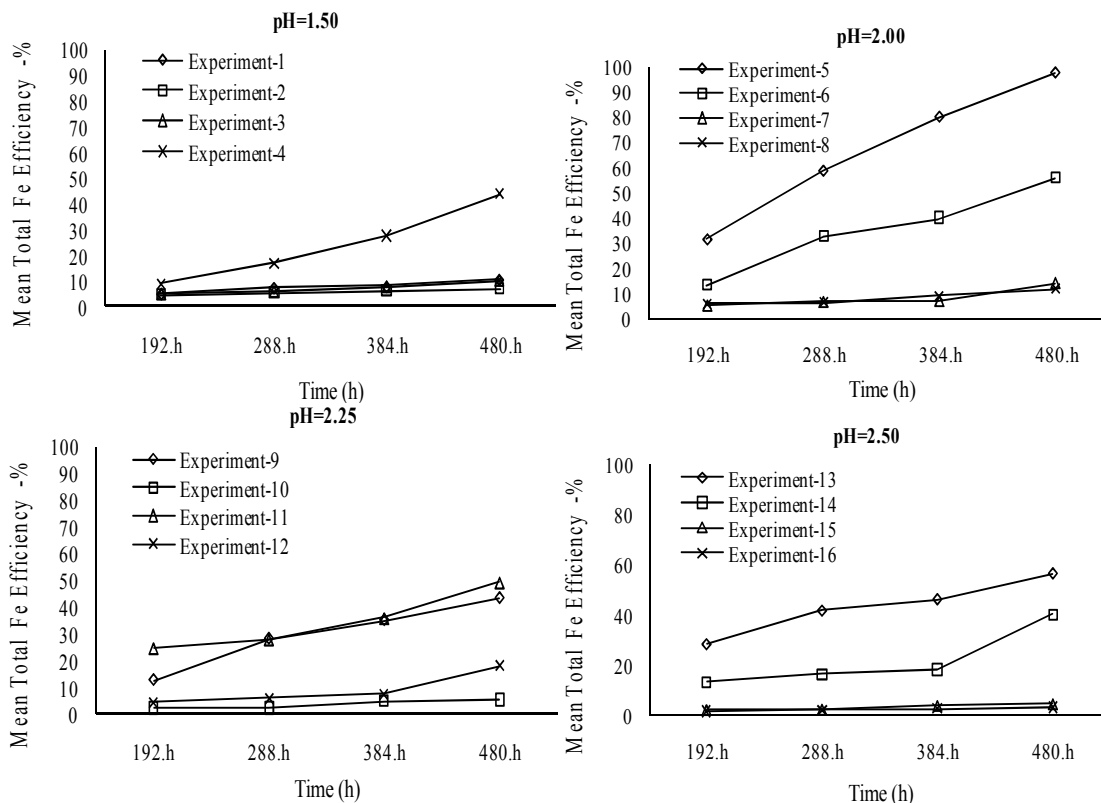 pH=1.50
Mean Total Fe Efficiency -%
100
90
80
70
60
50
40
30
20
10
0
Experiment-1
Experiment-2
Experiment-3
Experiment-4
192.h 288.h 384.h 480.h
Time (h)
pH=2.00
Mean Total Fe Efficiency -%
100
90
80
70
60
50
40
30
20
10
0
Experiment-5
Experiment-6
Experiment-7
Experiment-8
192.h 288.h 384.h 480.h
Time (h)
pH=2.25
Mean Total Fe Efficiency -%
100
90
80
70
60
50
40
30
20
10
0
Experiment-9
Experiment-10
Experiment-11
Experiment-12
192.h 288.h 384.h 480.h
Time (h)
pH=2.50
Mean Total Fe Efficiency -%
100
80
60
40
20
0
Experiment-13
Experiment-14
Experiment-15
Experiment-16
192.h 288.h 384.h 480.h
Time (h)